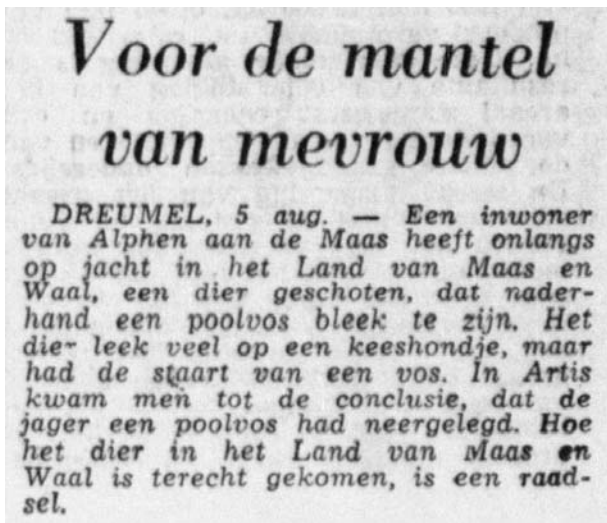 Voor de mantel
van mevrouw
DREUMEL, 5 aug. — Een inwoner
van Alphen aan de Maas heeft onlangs
op jacht in het Land van Maas en
Waal, een dier geschoten, dat nader-
hand een poolvos bleek te zijn. Het
dier leek veel op een keeshondje, maar
had de staart van een vos. In Artis
kwam men tot de conclusie, dat de
jager een poolvos had neergelegd. Hoe
het dier in het Land van Maas en
Waal is terecht gekomen, is een raad-
sel.